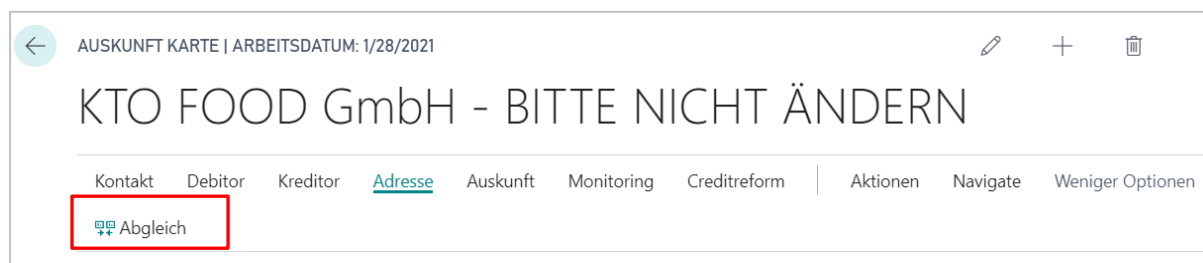 AUSKUNFT KARTE | ARBEITSDATUM: 1/28/2021
KTO FOOD GmbH - BITTE NICHT ÄNDERN
Kontakt Debitor Kreditor Adresse Auskunft Monitoring Creditreform Aktionen Navigate Weniger Optionen
Abgleich